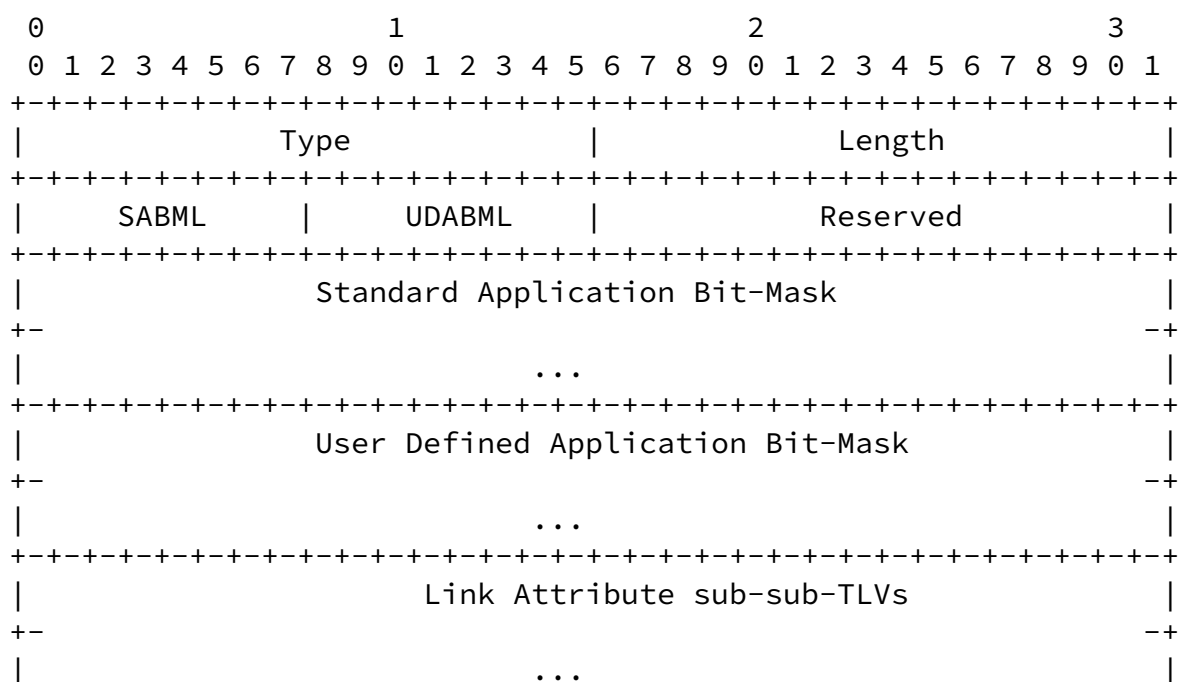 0                   1                   2                   3
 0 1 2 3 4 5 6 7 8 9 0 1 2 3 4 5 6 7 8 9 0 1 2 3 4 5 6 7 8 9 0 1
+-+-+-+-+-+-+-+-+-+-+-+-+-+-+-+-+-+-+-+-+-+-+-+-+-+-+-+-+-+-+-+-+
|              Type             |             Length            |
+-+-+-+-+-+-+-+-+-+-+-+-+-+-+-+-+-+-+-+-+-+-+-+-+-+-+-+-+-+-+-+-+
|     SABML     |     UDABML    |            Reserved           |
+-+-+-+-+-+-+-+-+-+-+-+-+-+-+-+-+-+-+-+-+-+-+-+-+-+-+-+-+-+-+-+-+
|                Standard Application Bit-Mask                  |
+-                                                             -+
|                            ...                                |
+-+-+-+-+-+-+-+-+-+-+-+-+-+-+-+-+-+-+-+-+-+-+-+-+-+-+-+-+-+-+-+-+
|                User Defined Application Bit-Mask              |
+-                                                             -+
|                            ...                                |
+-+-+-+-+-+-+-+-+-+-+-+-+-+-+-+-+-+-+-+-+-+-+-+-+-+-+-+-+-+-+-+-+
|                      Link Attribute sub-sub-TLVs              |
+-                                                             -+
|                            ...                                |